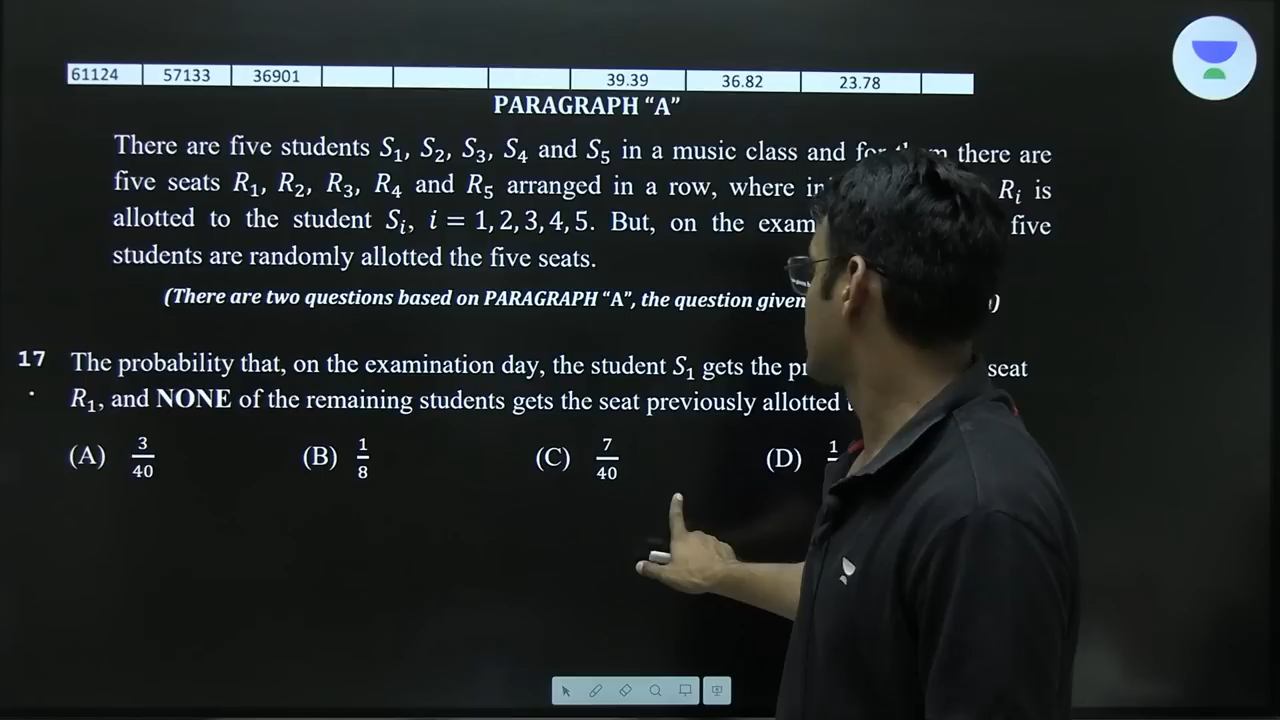 61124 57133 36901 39.39 36.82 23.78
PARAGRAPH “A”
There are five students S₁, S₂, S₃, S₄ and S₅ in a music class and for there are
five seats R₁, R₂, R₃, R₄ and R₅ arranged in a row, where Rᵢ is
allotted to the student Sᵢ, i = 1, 2, 3, 4, 5. But, on the five
students are randomly allotted the five seats.
(There are two questions based on PARAGRAPH “A”, the question given
17. The probability that, on the examination day, the student S₁ gets the seat
R₁, and NONE of the remaining students gets the seat previously allotted
(A) 3/40 (B) 1/8 (C) 7/40 (D)